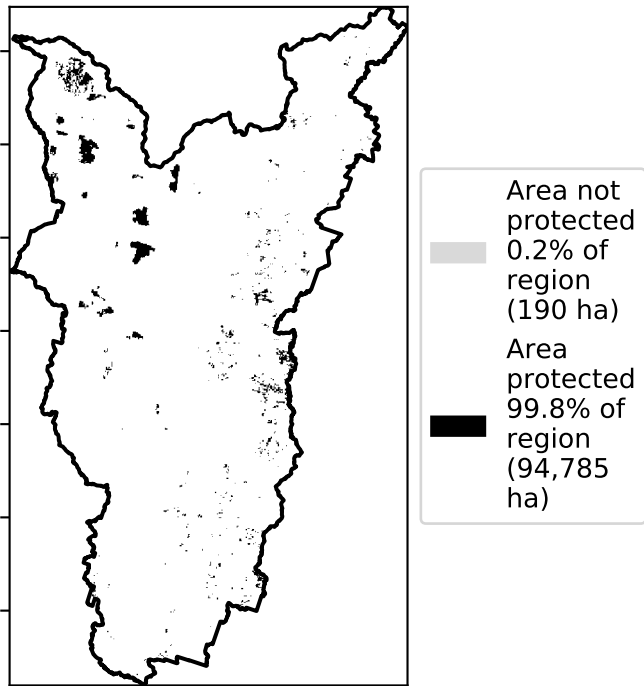 Area not
protected
0.2% of
region
(190 ha)
Area
protected
99.8% of
region
(94,785
ha)